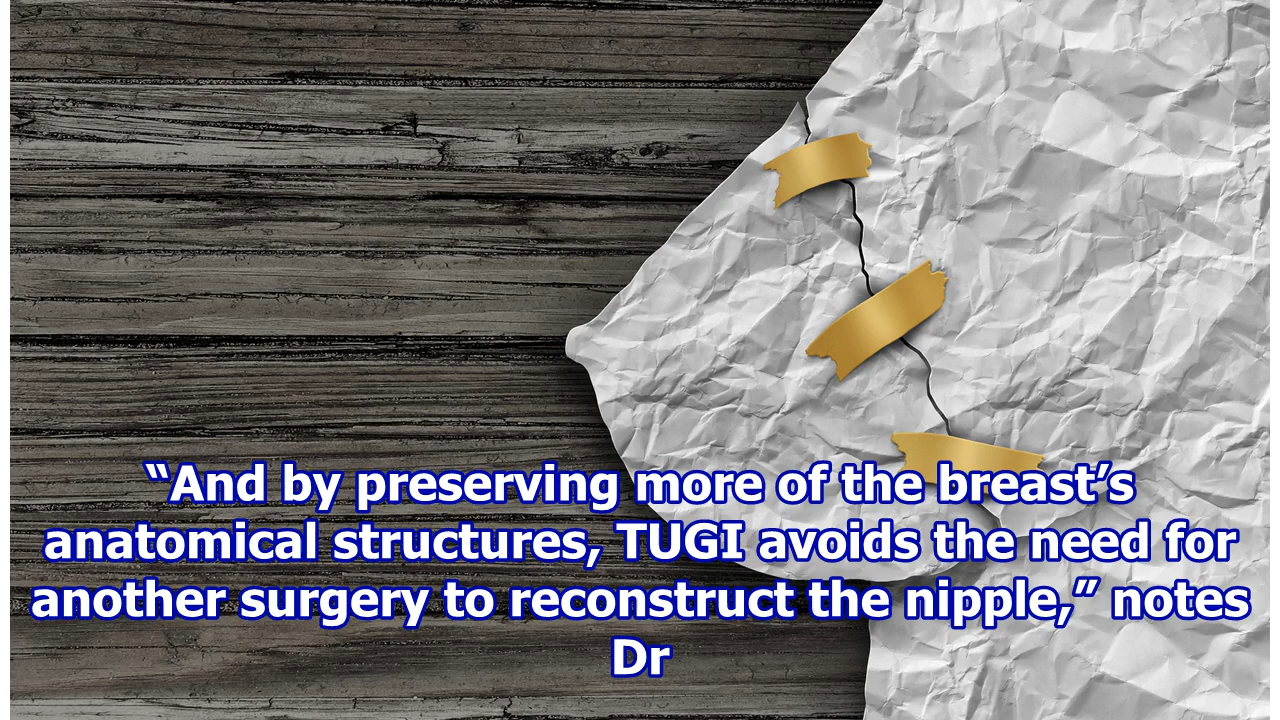 “And by preserving more of the breast’s
anatomical structures, TUGI avoids the need for
another surgery to reconstruct the nipple,” notes
Dr